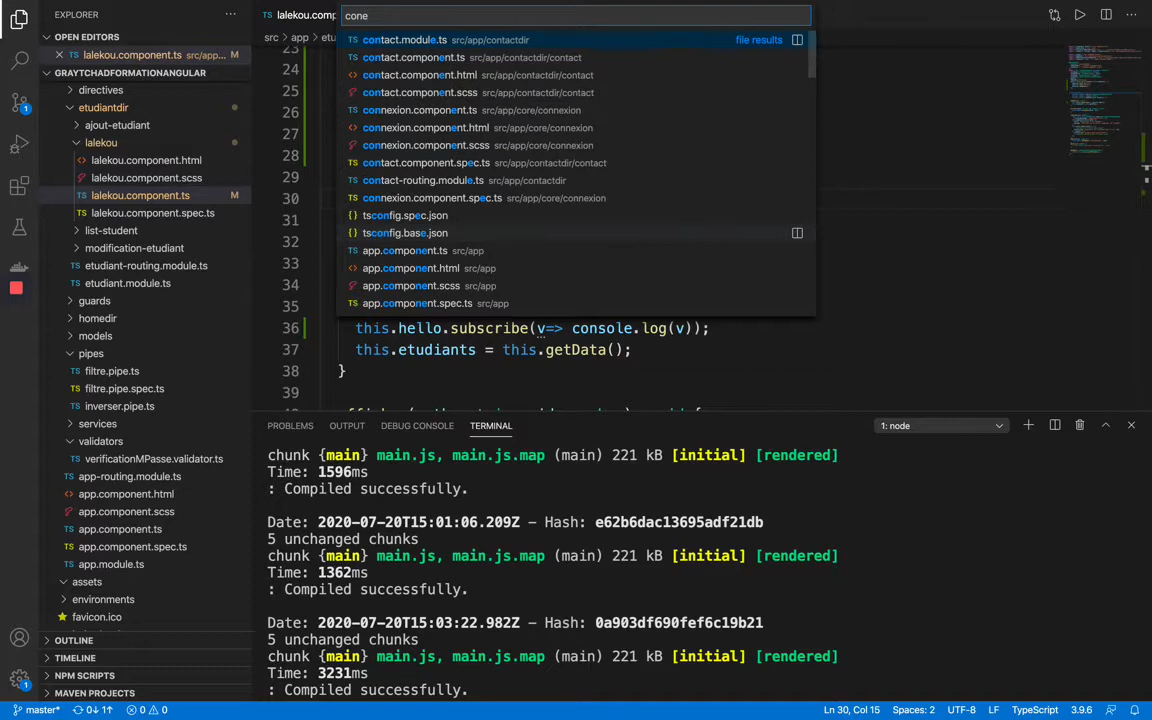 EXPLORER
OPEN EDITORS
lalekou.component.ts src/app... M
GRAYTCHADFORMATIONANGULAR
directives
etudiantdir
ajout-etudiant
lalekou
lalekou.component.html
lalekou.component.scss
lalekou.component.ts M
lalekou.component.spec.ts
list-student
modification-etudiant
etudiant-routing.module.ts
etudiant.module.ts
guards
homedir
models
pipes
filtre.pipe.ts
filtre.pipe.spec.ts
inverser.pipe.ts
services
validators
verificationMPasse.validator.ts
app-routing.module.ts
app.component.html
app.component.scss
app.component.ts
app.component.spec.ts
app.module.ts
assets
environments
favicon.ico
OUTLINE
TIMELINE
NPM SCRIPTS
MAVEN PROJECTS
lalekou.comp
src > app > etu
cone
contact.module.ts src/app/contactdir file results
contact.component.ts src/app/contactdir/contact
contact.component.html src/app/contactdir/contact
contact.component.scss src/app/contactdir/contact
connexion.component.ts src/app/core/connexion
connexion.component.html src/app/core/connexion
connexion.component.scss src/app/core/connexion
contact.component.spec.ts src/app/contactdir/contact
contact-routing.module.ts src/app/contactdir
connexion.component.spec.ts src/app/core/connexion
tsconfig.spec.json
tsconfig.base.json
app.component.ts src/app
app.component.html src/app
app.component.scss src/app
app.component.spec.ts src/app
23
24
25
26
27
28
29
30
31
32
33
34
35
36 this.hello.subscribe(v=> console.log(v));
37 this.etudiants = this.getData();
38 }
39
PROBLEMS OUTPUT DEBUG CONSOLE TERMINAL 1: node
chunk {main} main.js, main.js.map (main) 221 kB [initial] [rendered]
Time: 1596ms
: Compiled successfully.
Date: 2020-07-20T15:01:06.209Z - Hash: e62b6dac13695adf21db
5 unchanged chunks
chunk {main} main.js, main.js.map (main) 221 kB [initial] [rendered]
Time: 1362ms
: Compiled successfully.
Date: 2020-07-20T15:03:22.982Z - Hash: 0a903df690fef6c19b21
5 unchanged chunks
chunk {main} main.js, main.js.map (main) 221 kB [initial] [rendered]
Time: 3231ms
: Compiled successfully.
1
1
master* 0↓ 1↑ 0 0 Ln 30, Col 15 Spaces: 2 UTF-8 LF TypeScript 3.9.6